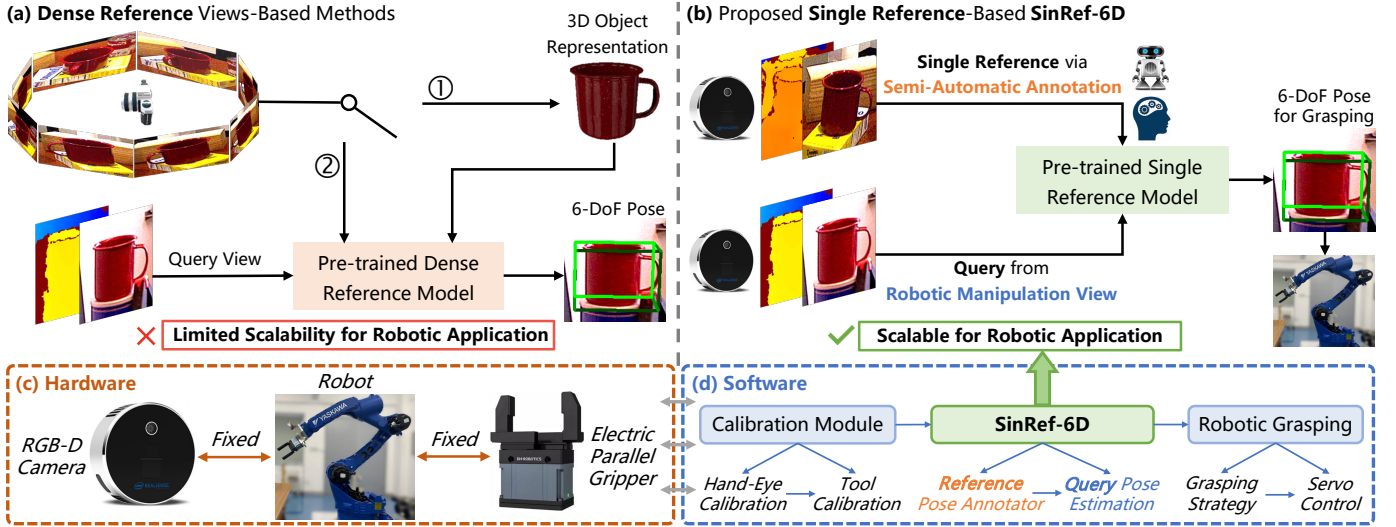 (a) Dense Reference Views-Based Methods
3D Object
Representation
①
②
Query View
Pre-trained Dense
Reference Model
6-DoF Pose
Limited Scalability for Robotic Application
(b) Proposed Single Reference-Based SinRef-6D
Single Reference via
Semi-Automatic Annotation
6-DoF Pose
for Grasping
Pre-trained Single
Reference Model
Query from
Robotic Manipulation View
YASKAWA
Scalable for Robotic Application
(c) Hardware
RGB-D
Camera
Fixed
Robot
YASKAWA
Fixed
Electric
Parallel
Gripper
(d) Software
Calibration Module
SinRef-6D
Robotic Grasping
Hand-Eye
Calibration
Tool
Calibration
Reference
Pose Annotator
Query Pose
Estimation
Grasping
Strategy
Servo
Control